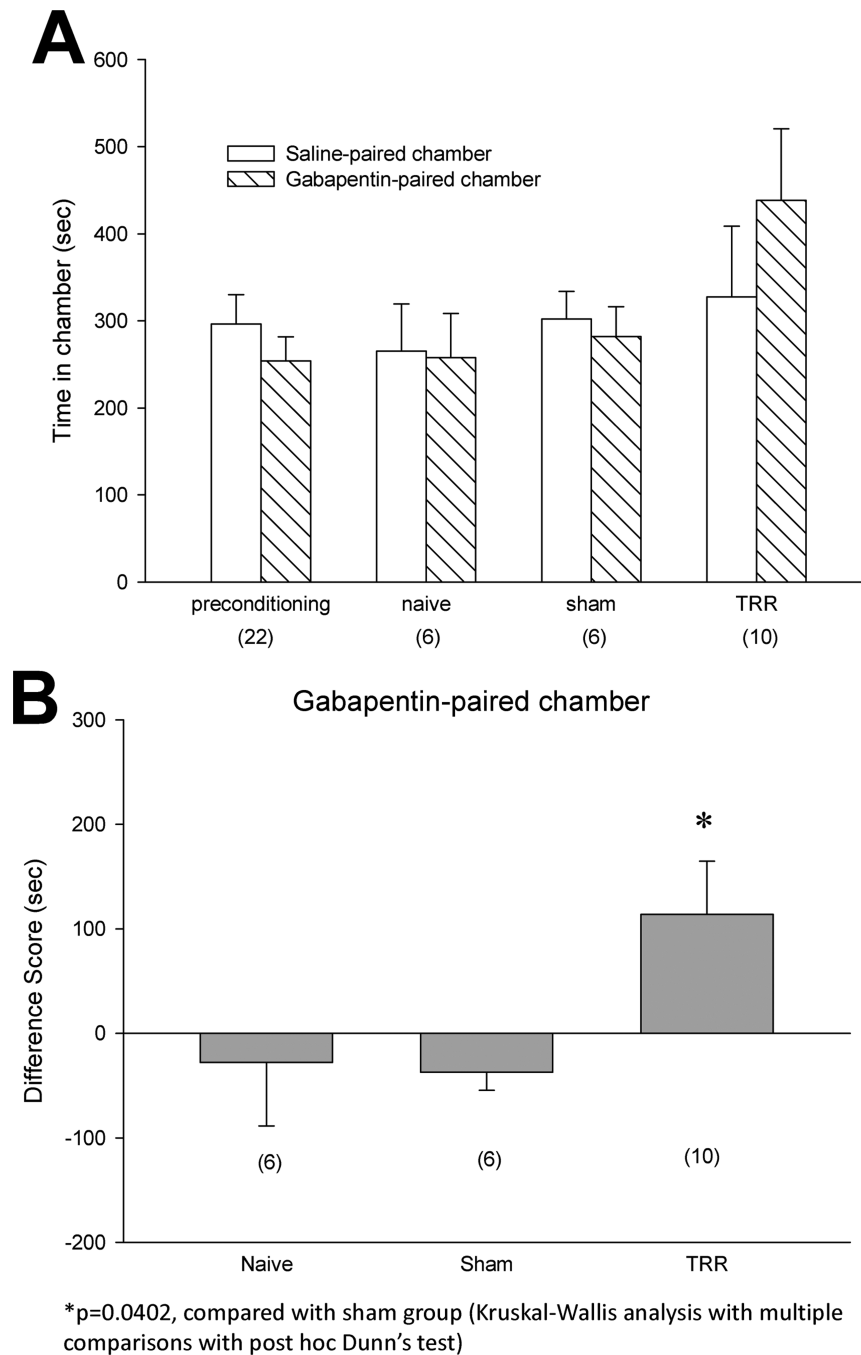 A
600
500
400
300
200
100
0
Time in chamber (sec)
Saline-paired chamber
Gabapentin-paired chamber
preconditioning naive sham TRR
(22) (6) (6) (10)
B
Gabapentin-paired chamber
300
200
100
0
-100
-200
Difference Score (sec)
*
(6) (6) (10)
Naive Sham TRR
*p=0.0402, compared with sham group (Kruskal-Wallis analysis with multiple
comparisons with post hoc Dunn’s test)